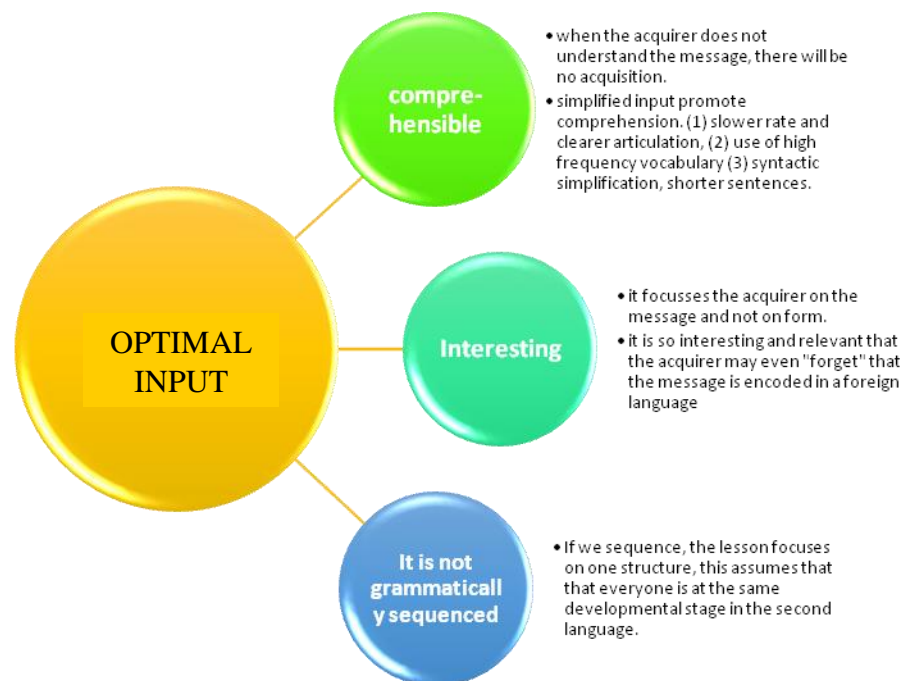 OPTIMAL
INPUT
compre-
hensible
• when the acquirer does not
understand the message, there will be
no acquisition.
• simplified input promote
comprehension. (1) slower rate and
clearer articulation, (2) use of high
frequency vocabulary (3) syntactic
simplification, shorter sentences.
Interesting
• it focusses the acquirer on the
message and not on form.
• it is so interesting and relevant that
the acquirer may even "forget" that
the message is encoded in a foreign
language
It is not
grammaticall
y sequenced
• If we sequence, the lesson focuses
on one structure, this assumes that
that everyone is at the same
developmental stage in the second
language.